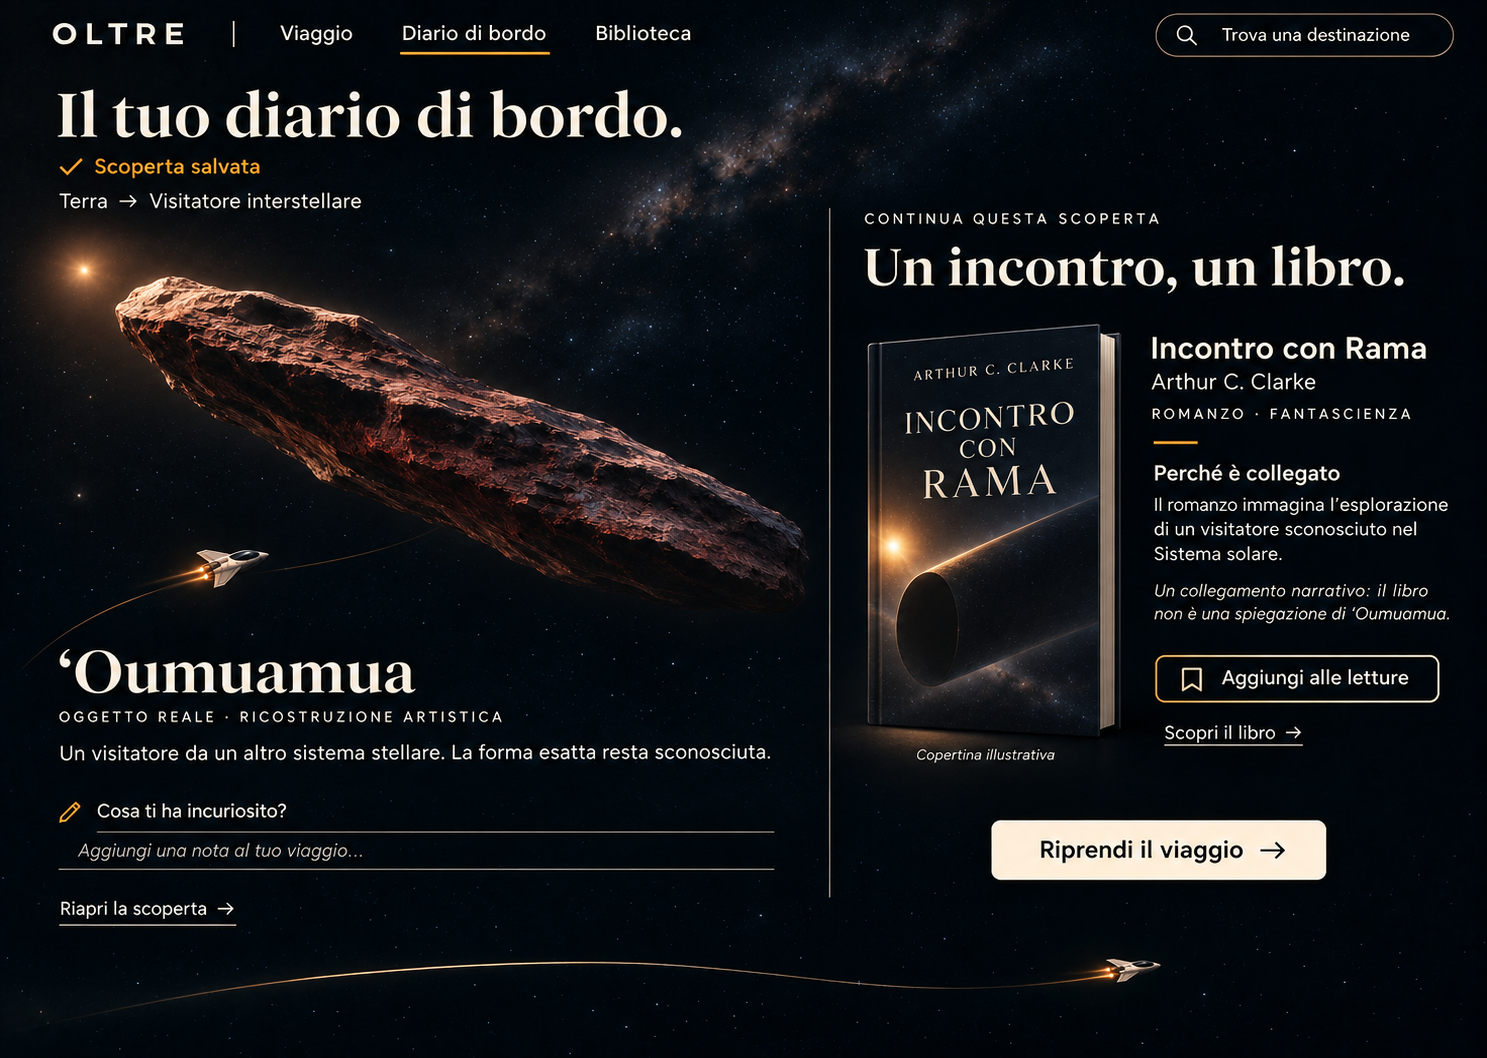 OLTRE
Viaggio
Diario di bordo
Biblioteca
Trova una destinazione
Il tuo diario di bordo.
Scoperta salvata
Terra → Visitatore interstellare
‘Oumuamua
OGGETTO REALE · RICOSTRUZIONE ARTISTICA
Un visitatore da un altro sistema stellare. La forma esatta resta sconosciuta.
Cosa ti ha incuriosito?
Aggiungi una nota al tuo viaggio...
Riapri la scoperta →
CONTINUA QUESTA SCOPERTA
Un incontro, un libro.
ARTHUR C. CLARKE
INCONTRO
CON
RAMA
Copertina illustrativa
Incontro con Rama
Arthur C. Clarke
ROMANZO · FANTASCIENZA
Perché è collegato
Il romanzo immagina l’esplorazione
di un visitatore sconosciuto nel
Sistema solare.
Un collegamento narrativo: il libro
non è una spiegazione di ‘Oumuamua.
Aggiungi alle letture
Scopri il libro →
Riprendi il viaggio →